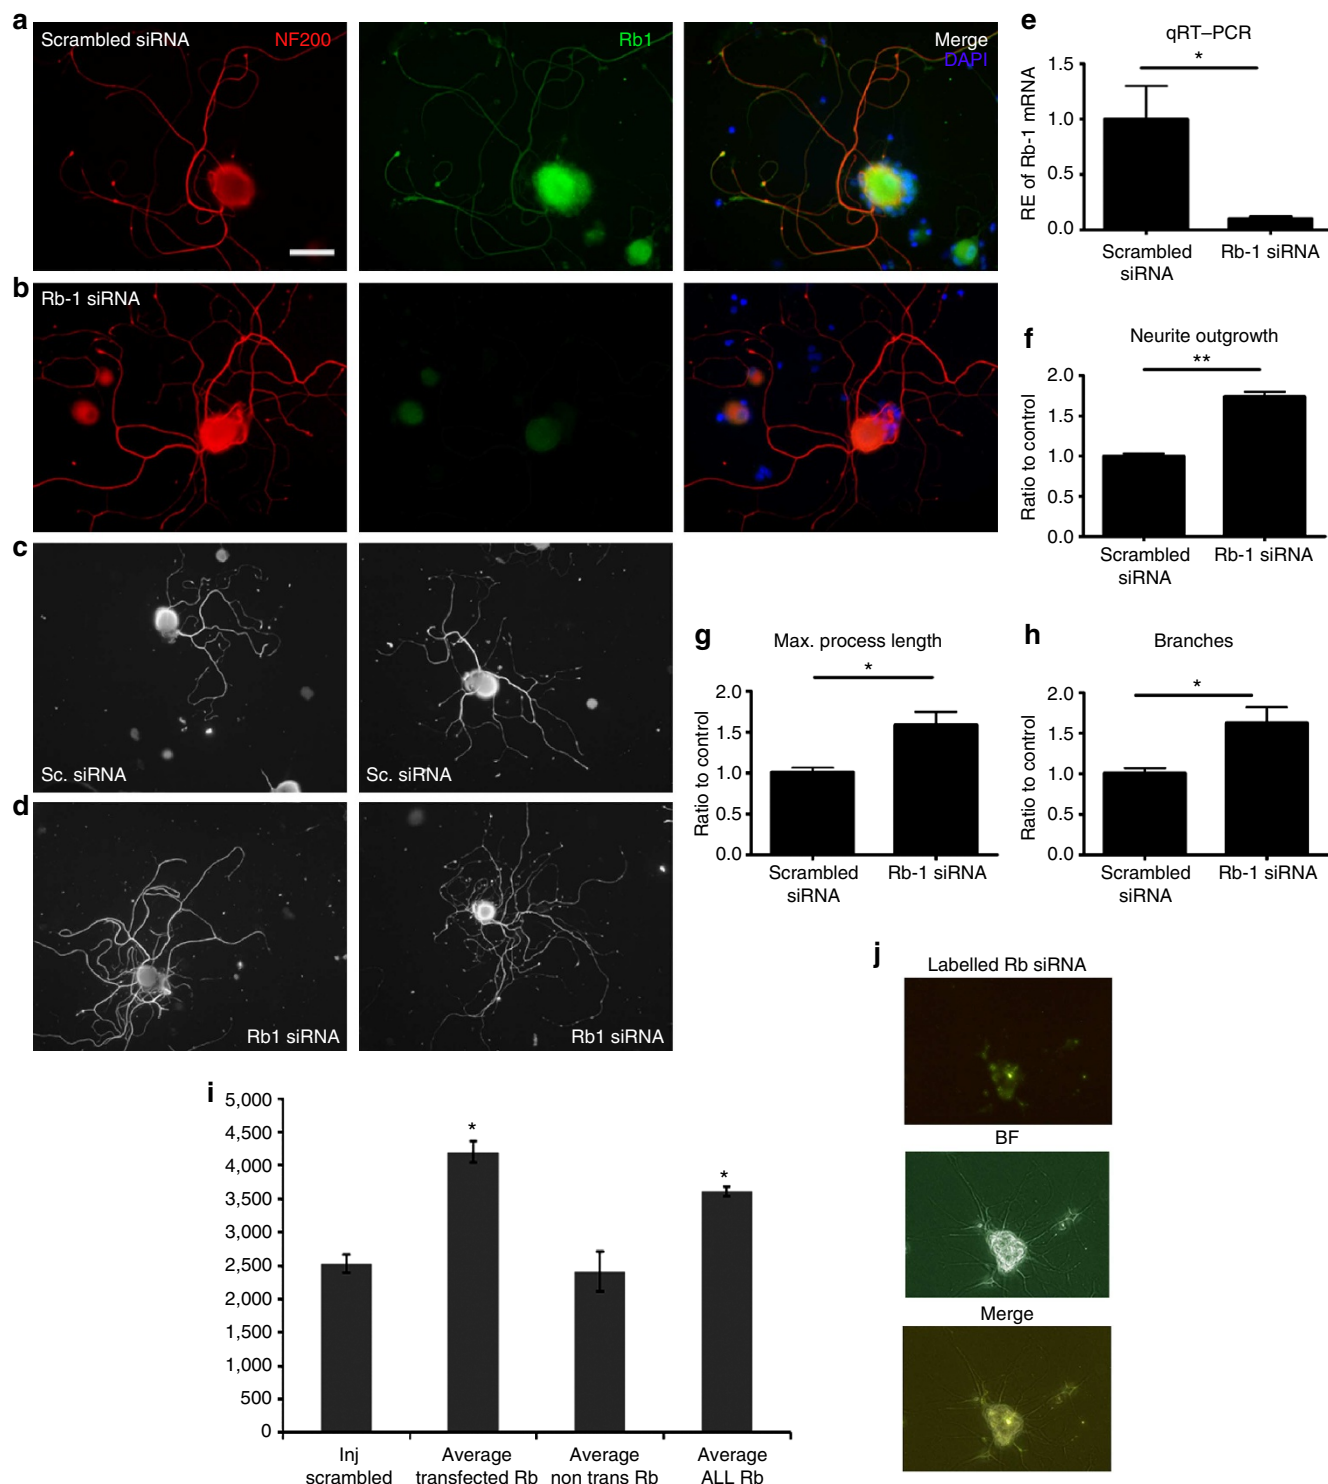 a
Scrambled siRNA
NF200
Rb1
Merge
DAPI
b
Rb-1 siRNA
c
Sc. siRNA
Sc. siRNA
d
Rb1 siRNA
Rb1 siRNA
e
qRT–PCR
*
RE of Rb-1 mRNA
1.5
1.0
0.5
0.0
Scrambled
siRNA
Rb-1 siRNA
f
Neurite outgrowth
**
Ratio to control
2.0
1.5
1.0
0.5
0.0
Scrambled
siRNA
Rb-1 siRNA
g
Max. process length
*
Ratio to control
2.0
1.5
1.0
0.5
0.0
Scrambled
siRNA
Rb-1 siRNA
h
Branches
*
Ratio to control
2.0
1.5
1.0
0.5
0.0
Scrambled
siRNA
Rb-1 siRNA
i
5,000
4,500
4,000
3,500
3,000
2,500
2,000
1,500
1,000
500
0
*
*
Inj
scrambled
Average
transfected Rb
Average
non trans Rb
Average
ALL Rb
j
Labelled Rb siRNA
BF
Merge